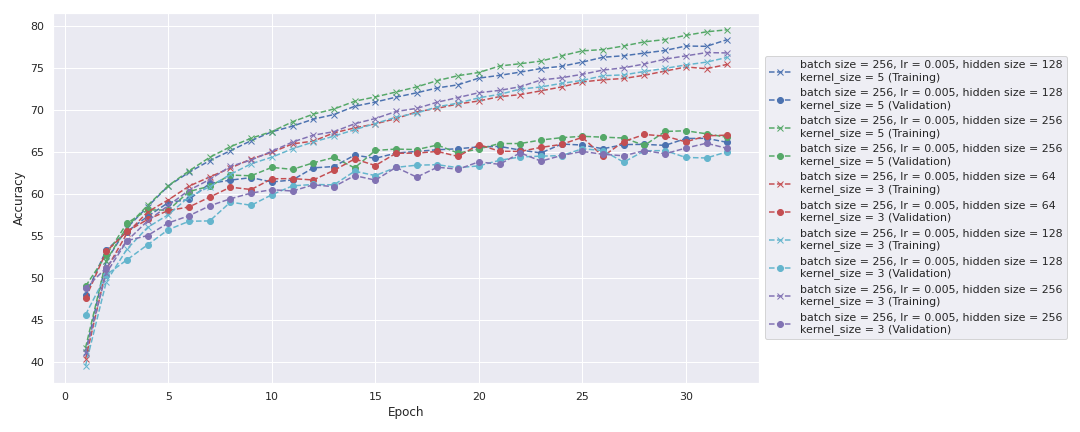 80
75
70
65
60
55
50
45
40
Accuracy
0
5
10
15
20
25
30
Epoch
batch size = 256, lr = 0.005, hidden size = 128
kernel_size = 5 (Training)
batch size = 256, lr = 0.005, hidden size = 128
kernel_size = 5 (Validation)
batch size = 256, lr = 0.005, hidden size = 256
kernel_size = 5 (Training)
batch size = 256, lr = 0.005, hidden size = 256
kernel_size = 5 (Validation)
batch size = 256, lr = 0.005, hidden size = 64
kernel_size = 3 (Training)
batch size = 256, lr = 0.005, hidden size = 64
kernel_size = 3 (Validation)
batch size = 256, lr = 0.005, hidden size = 128
kernel_size = 3 (Training)
batch size = 256, lr = 0.005, hidden size = 128
kernel_size = 3 (Validation)
batch size = 256, lr = 0.005, hidden size = 256
kernel_size = 3 (Training)
batch size = 256, lr = 0.005, hidden size = 256
kernel_size = 3 (Validation)